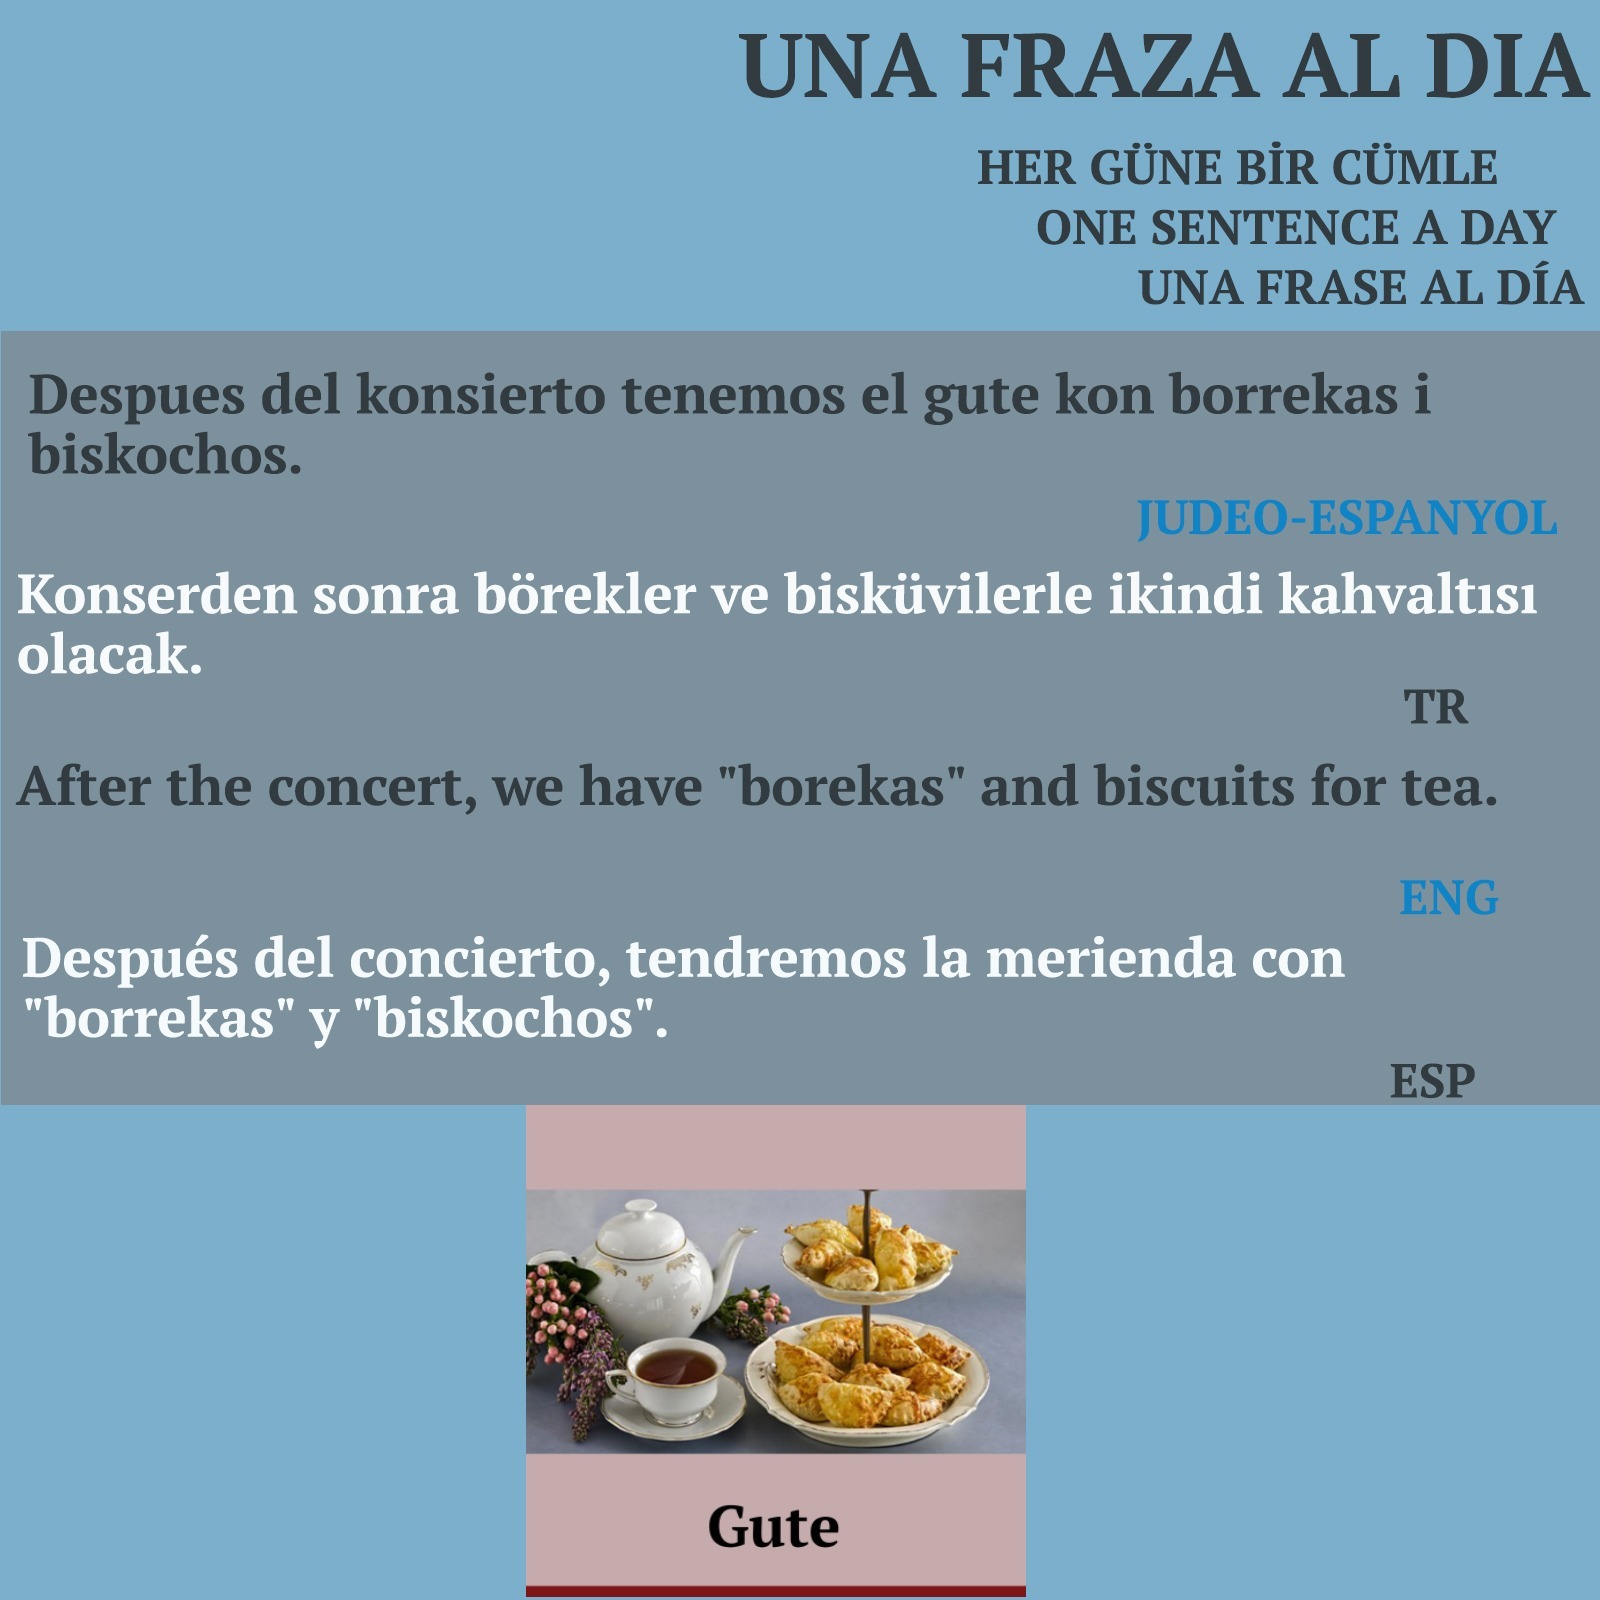 UNA FRAZA AL DIA
HER GÜNE BİR CÜMLE
ONE SENTENCE A DAY
UNA FRASE AL DÍA
Despues del konsierto tenemos el gute kon borrekas i
biskochos.
JUDEO-ESPANYOL
Konserden sonra börekler ve bisküvilerle ikindi kahvaltısı
olacak.
TR
After the concert, we have "borekas" and biscuits for tea.
ENG
Después del concierto, tendremos la merienda con
"borrekas" y "biskochos".
ESP
Gute